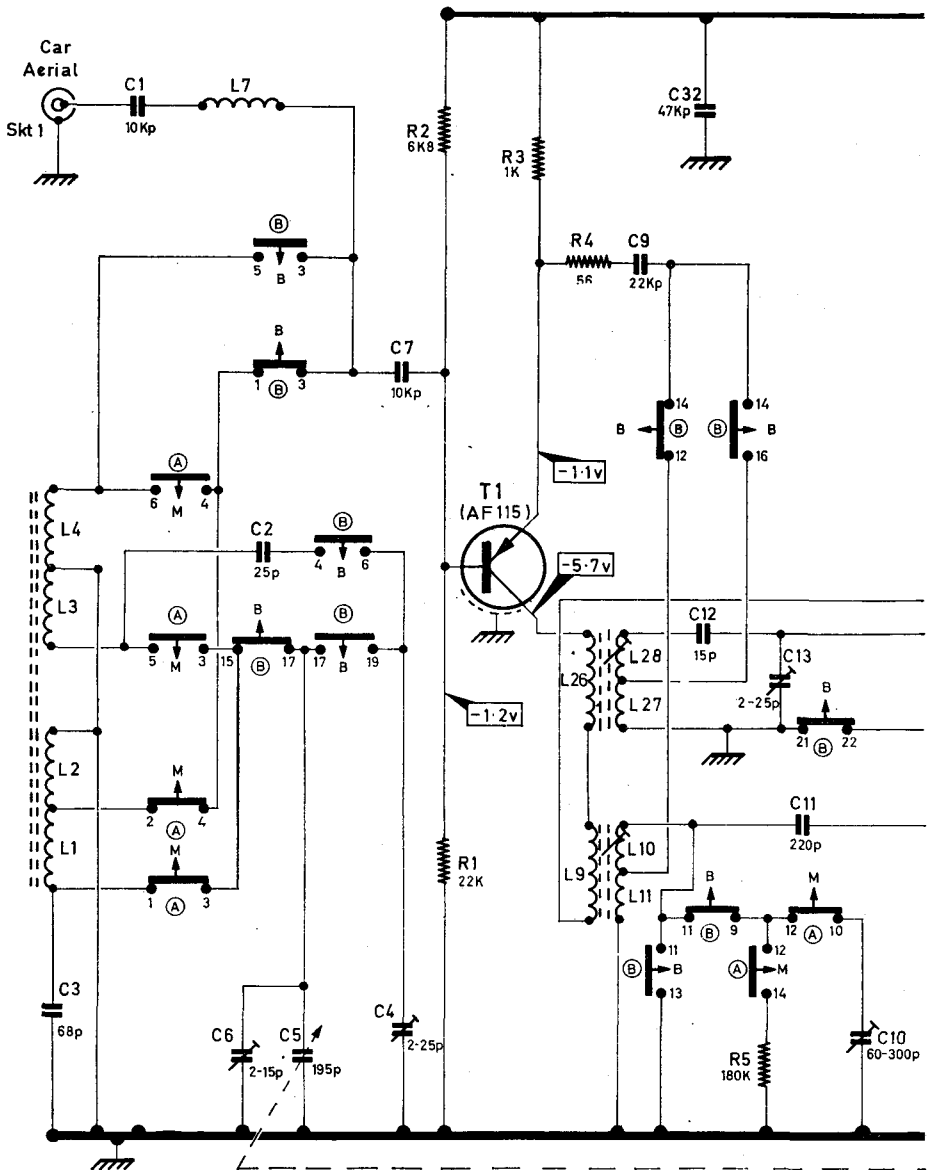 Car
Aerial
Skt 1
C1
10Kp
L7
R2
6K8
R3
1K
C32
47Kp
B
5 B 3
R4
56
C9
22Kp
B
1 B 3
C7
10Kp
14
B B
12
14
B B
16
-1·1v
A
6 M 4
T1
(AF115)
L4
C2
25p
B
4 B 6
-5·7v
L3
A
5 M 3
B
15 B 17
B
17 B 19
C12
15p
L28
L26
L27
C13
2-25p
B
21 B 22
-1·2v
L2
M
2 A 4
C11
220p
L10
L9
L11
L1
M
1 A 3
R1
22K
B
11 B 9
M
12 A 10
11
B B
13
12
A M
14
C3
68p
C6
2-15p
C5
195p
C4
2-25p
R5
180K
C10
60-300p